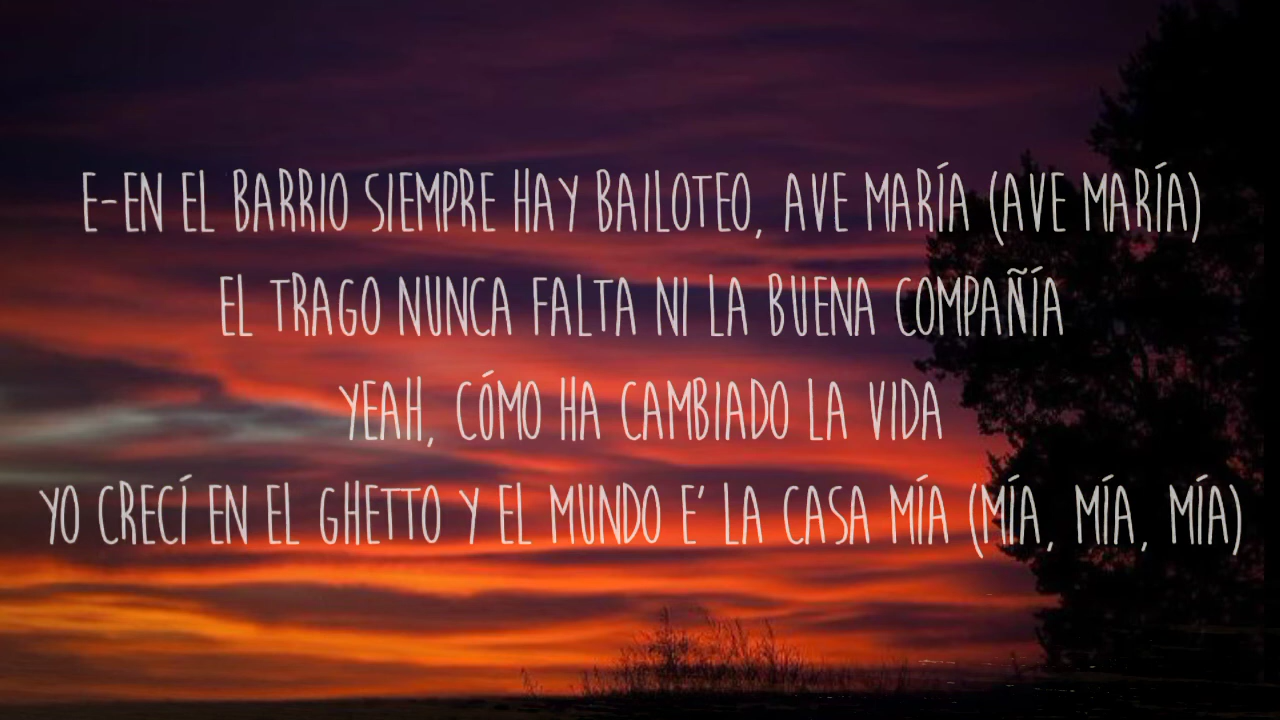 E-EN EL BARRIO SIEMPRE HAY BAILOTEO, AVE MARÍA (AVE MARÍA)
EL TRAGO NUNCA FALTA NI LA BUENA COMPAÑÍA
YEAH, CÓMO HA CAMBIADO LA VIDA
YO CRECÍ EN EL GHETTO Y EL MUNDO E' LA CASA MÍA (MÍA, MÍA, MÍA)